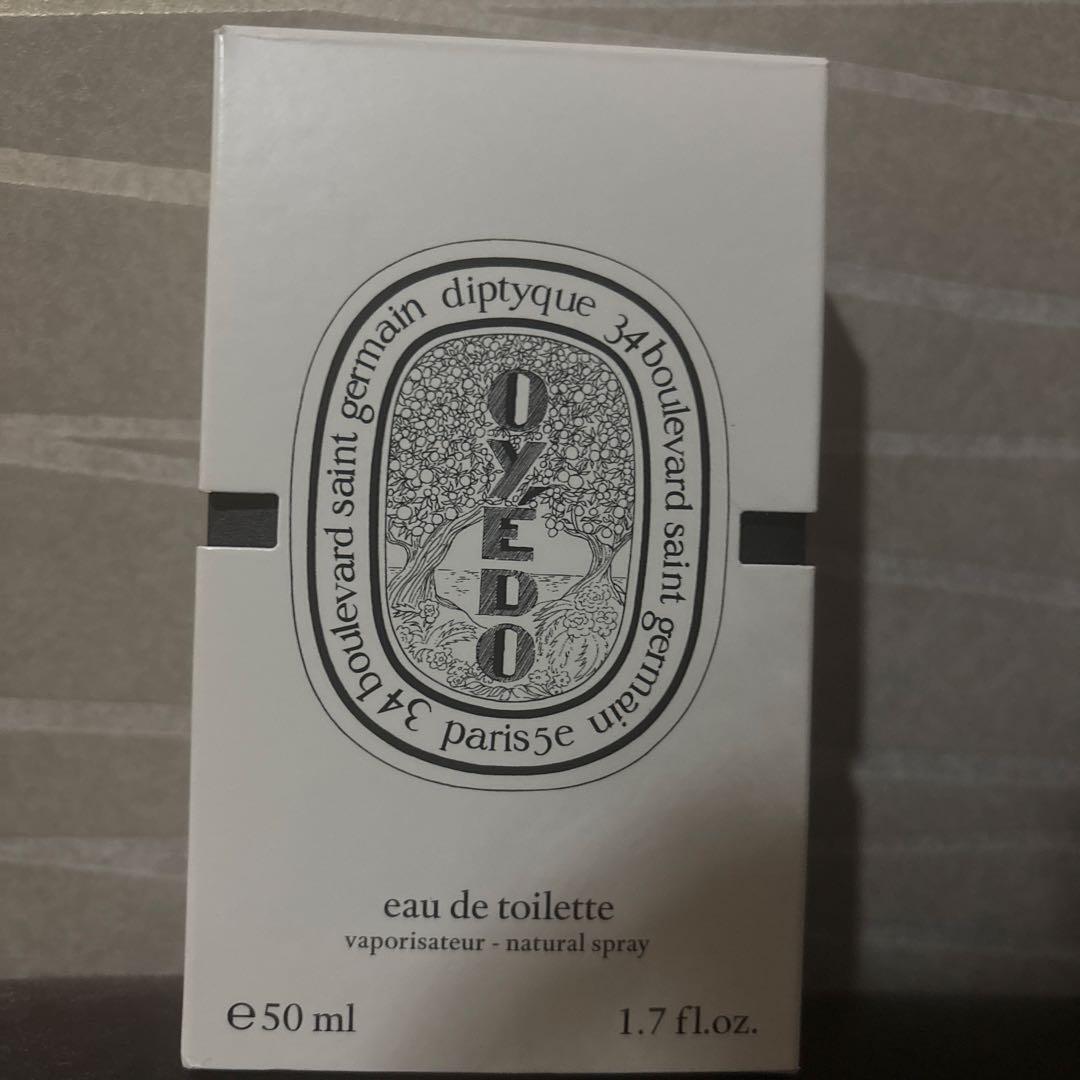 diptyque
34 boulevard saint germain
paris 5e
34 boulevard saint germain
OYÉDO
eau de toilette
vaporisateur - natural spray
℮ 50 ml
1.7 fl.oz.